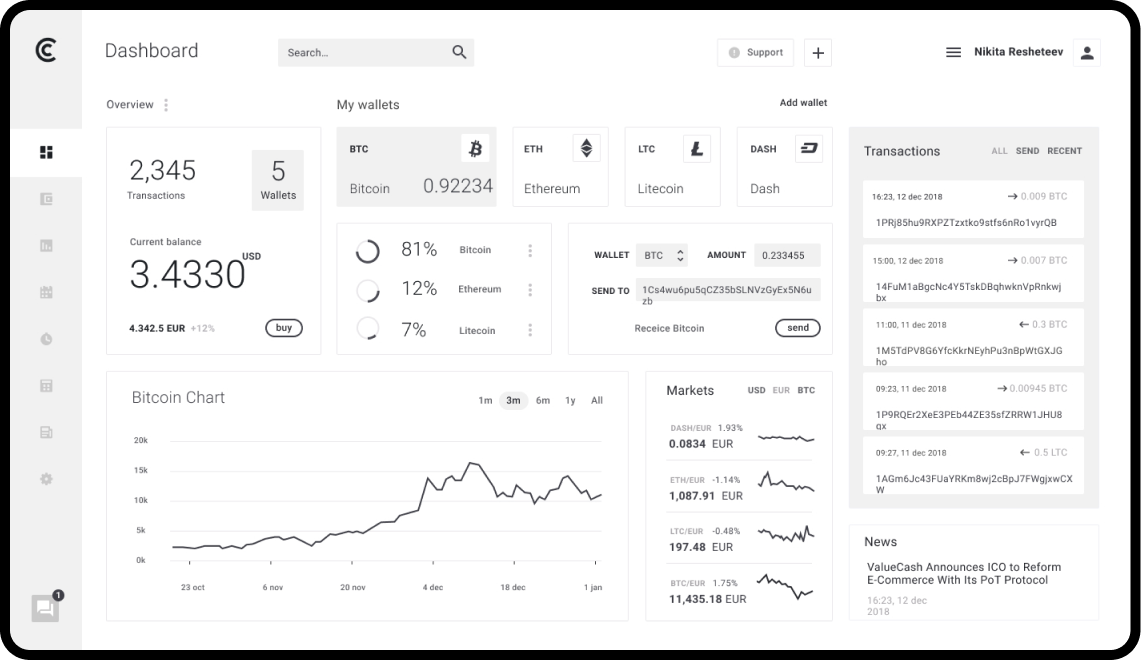 Dashboard
Search...
Support
Nikita Resheteev
Overview
2,345
Transactions
5
Wallets
Current balance
3.4330 USD
4.342.5 EUR +12%
buy
My wallets
Add wallet
BTC
Bitcoin 0.92234
ETH
Ethereum
LTC
Litecoin
DASH
Dash
81% Bitcoin
12% Ethereum
7% Litecoin
WALLET BTC AMOUNT 0.233455
SEND TO 1Cs4wu6pu5qCZ35bSLNVzGyEx5N6u
zb
Receice Bitcoin send
Transactions ALL SEND RECENT
16:23, 12 dec 2018 → 0.009 BTC
1PRj85hu9RXPZTzxtko9stfs6nRo1vyrQB
15:00, 12 dec 2018 → 0.007 BTC
14FuM1aBgcNc4Y5TskDBqhwknVpRnkwj
bx
11:00, 11 dec 2018 ← 0.3 BTC
1M5TdPV8G6YfcKkrNEyhPu3nBpWtGXJG
ho
09:23, 11 dec 2018 → 0.00945 BTC
1P9RQEr2XeE3PEb44ZE35sfZRRW1JHU8
qx
09:27, 11 dec 2018 ← 0.5 LTC
1AGm6Jc43FUaYRKm8wj2cBpJ7FWgjxwCX
W
Bitcoin Chart
1m 3m 6m 1y All
20k
15k
10k
5k
0k
23 oct 6 nov 20 nov 4 dec 18 dec 1 jan
Markets USD EUR BTC
DASH/EUR 1.93%
0.0834 EUR
ETH/EUR -1.14%
1,087.91 EUR
LTC/EUR -0.48%
197.48 EUR
BTC/EUR 1.75%
11,435.18 EUR
News
ValueCash Announces ICO to Reform
E-Commerce With Its PoT Protocol
16:23, 12 dec
2018
1